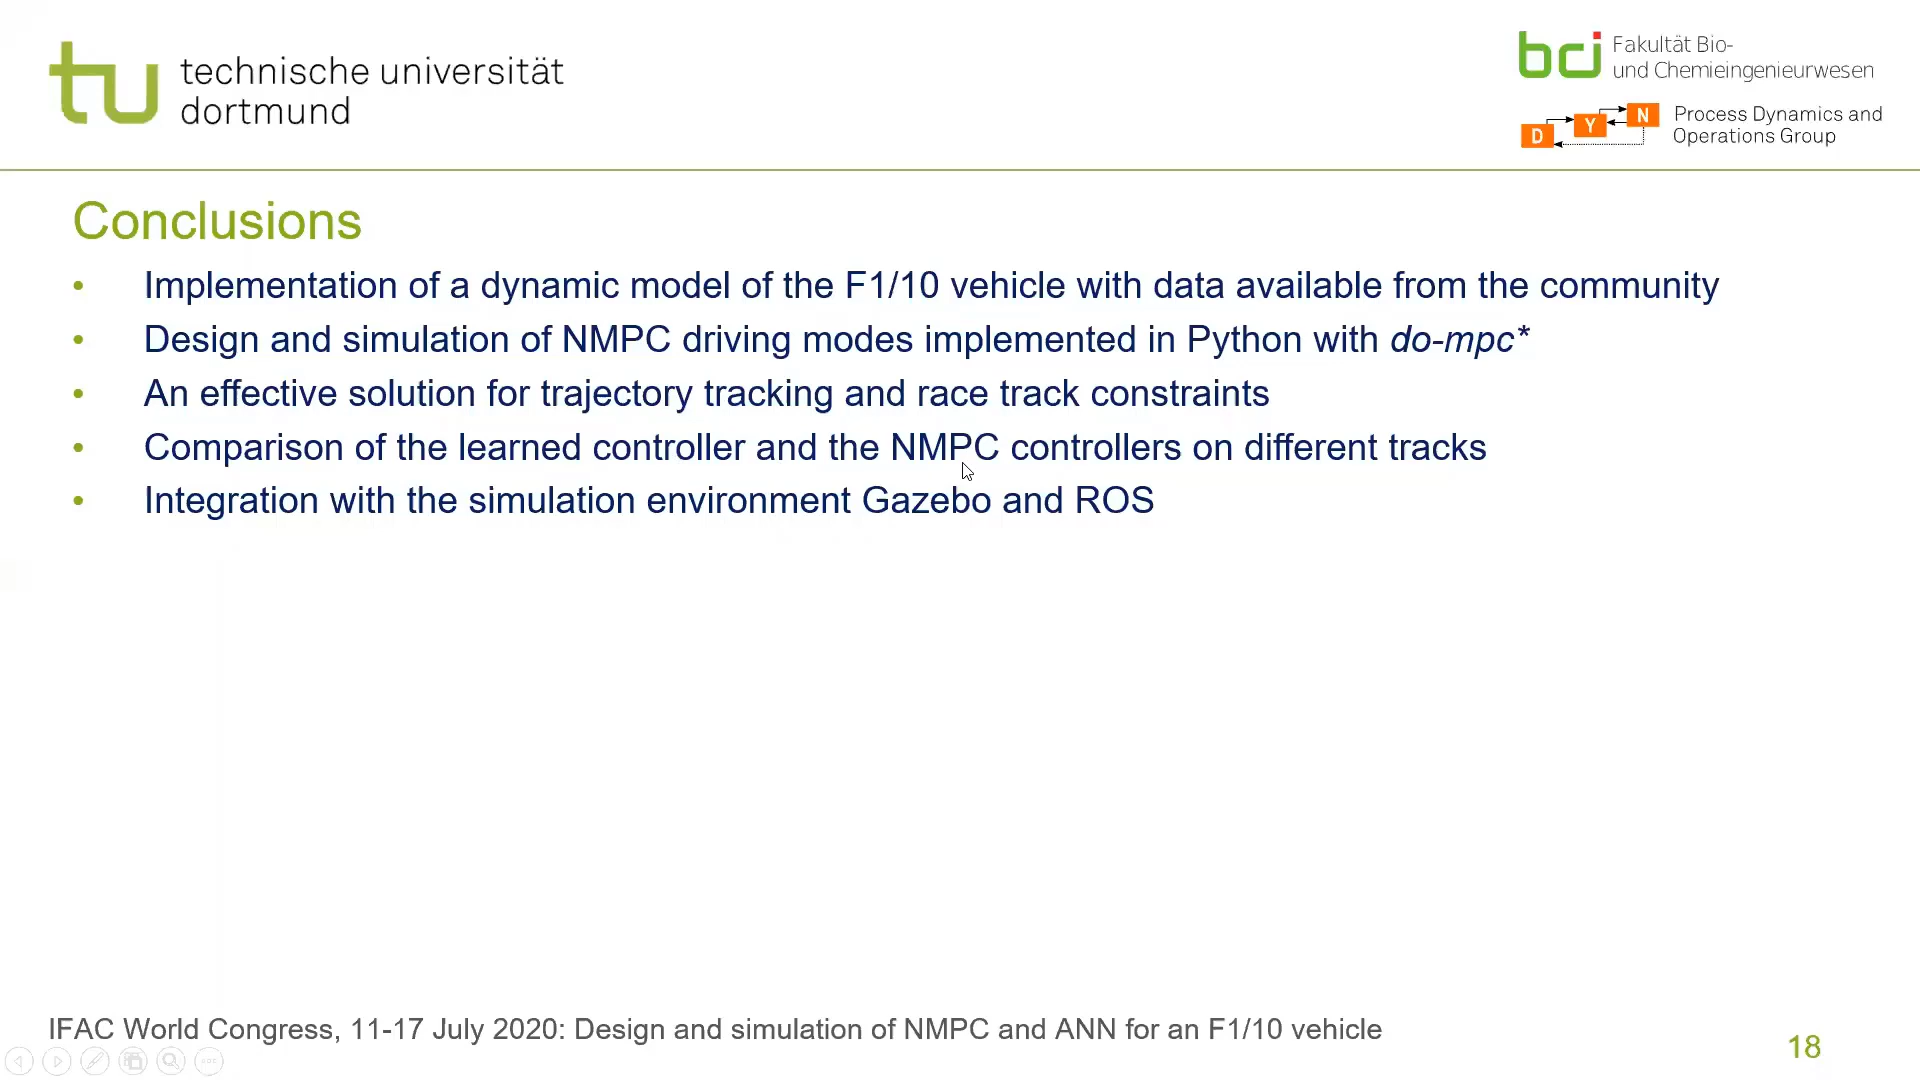 technische universität
dortmund
bci
Fakultät Bio-
und Chemieingenieurwesen
D Y N
Process Dynamics and
Operations Group
Conclusions
• Implementation of a dynamic model of the F1/10 vehicle with data available from the community
• Design and simulation of NMPC driving modes implemented in Python with do-mpc*
• An effective solution for trajectory tracking and race track constraints
• Comparison of the learned controller and the NMPC controllers on different tracks
• Integration with the simulation environment Gazebo and ROS
IFAC World Congress, 11-17 July 2020: Design and simulation of NMPC and ANN for an F1/10 vehicle
18